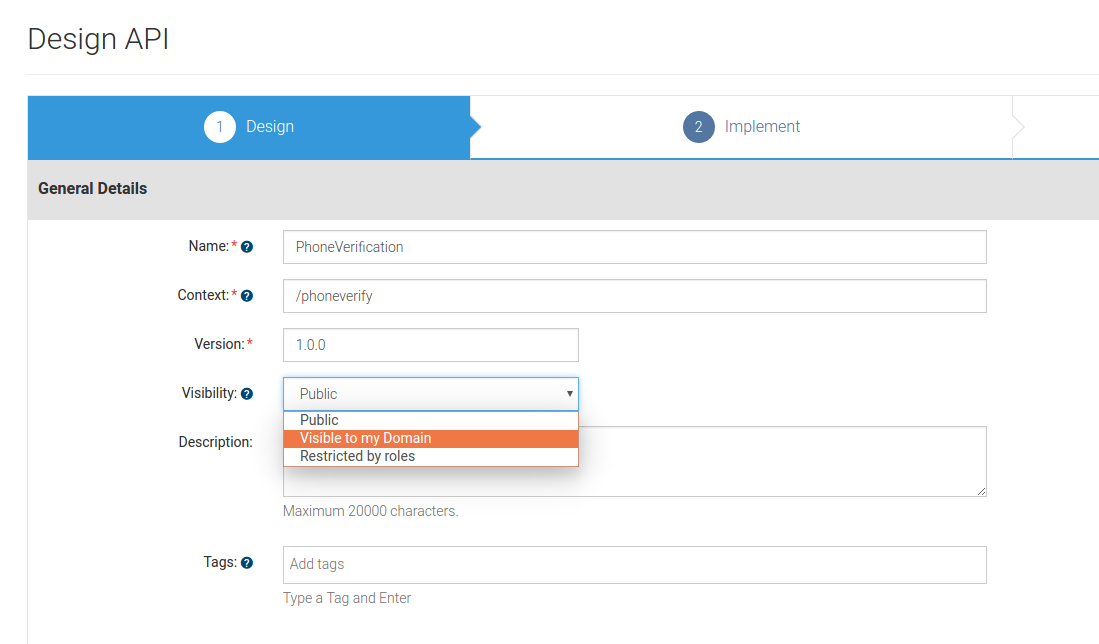 Design API
1 Design
2 Implement
General Details
Name:* ? PhoneVerification
Context:* ? /phoneverify
Version:* 1.0.0
Visibility: ? Public ▾
Public
Visible to my Domain
Restricted by roles
Description:
Maximum 20000 characters.
Tags: ? Add tags
Type a Tag and Enter